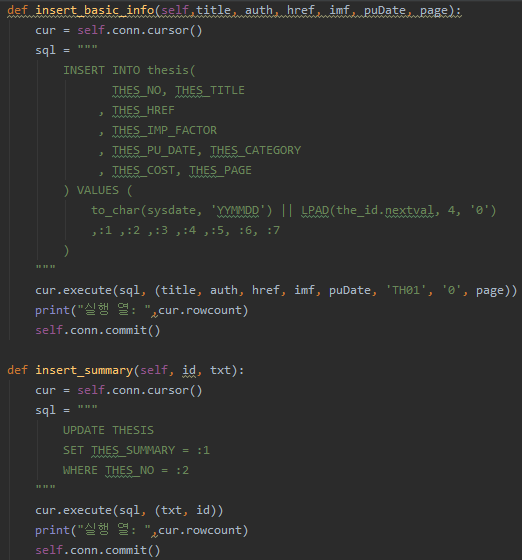 def insert_basic_info(self,title, auth, href, imf, puDate, page):
    cur = self.conn.cursor()
    sql = """
        INSERT INTO thesis(
               THES_NO, THES_TITLE
             , THES_HREF
             , THES_IMP_FACTOR
             , THES_PU_DATE, THES_CATEGORY
             , THES_COST, THES_PAGE
        ) VALUES (
            to_char(sysdate, 'YYMMDD') || LPAD(the_id.nextval, 4, '0')
            ,:1 ,:2 ,:3 ,:4 ,:5, :6, :7
        )
    """
    cur.execute(sql, (title, auth, href, imf, puDate, 'TH01', '0', page))
    print("실행 열: ",cur.rowcount)
    self.conn.commit()

def insert_summary(self, id, txt):
    cur = self.conn.cursor()
    sql = """
        UPDATE THESIS
        SET THES_SUMMARY = :1
        WHERE THES_NO = :2
    """
    cur.execute(sql, (txt, id))
    print("실행 열: ",cur.rowcount)
    self.conn.commit()